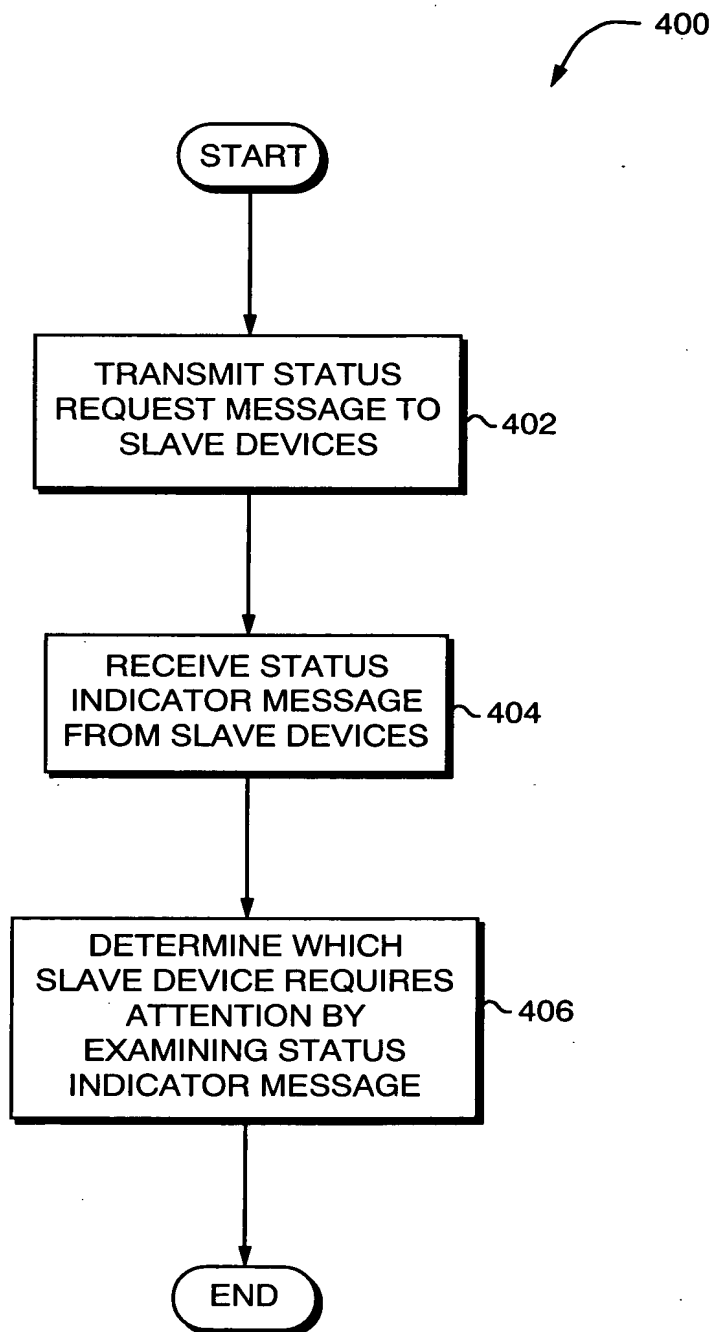 400
START
TRANSMIT STATUS
REQUEST MESSAGE TO
SLAVE DEVICES
402
RECEIVE STATUS
INDICATOR MESSAGE
FROM SLAVE DEVICES
404
DETERMINE WHICH
SLAVE DEVICE REQUIRES
ATTENTION BY
EXAMINING STATUS
INDICATOR MESSAGE
406
END